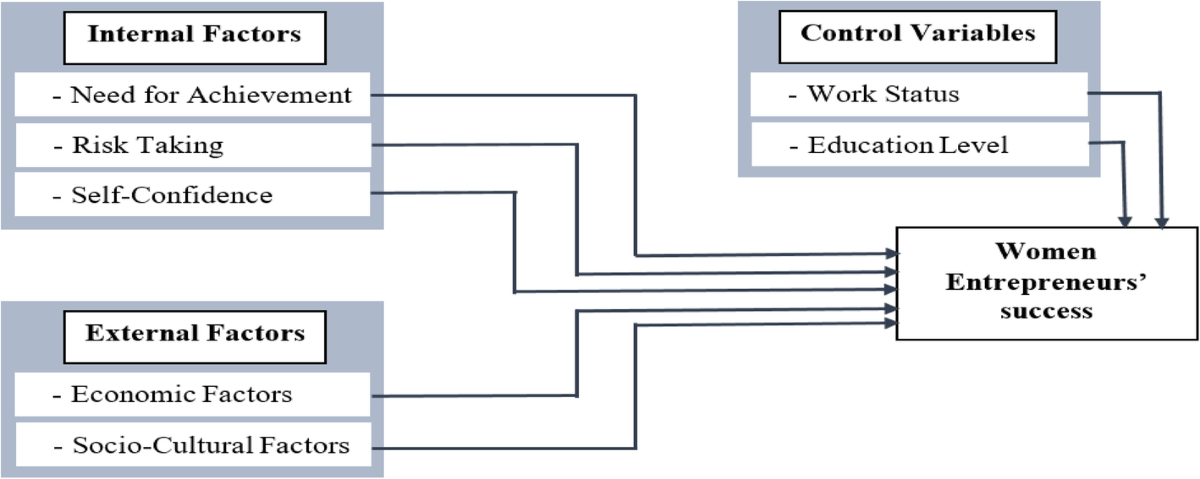 Internal Factors
- Need for Achievement
- Risk Taking
- Self-Confidence
External Factors
- Economic Factors
- Socio-Cultural Factors
Control Variables
- Work Status
- Education Level
Women
Entrepreneurs’
success